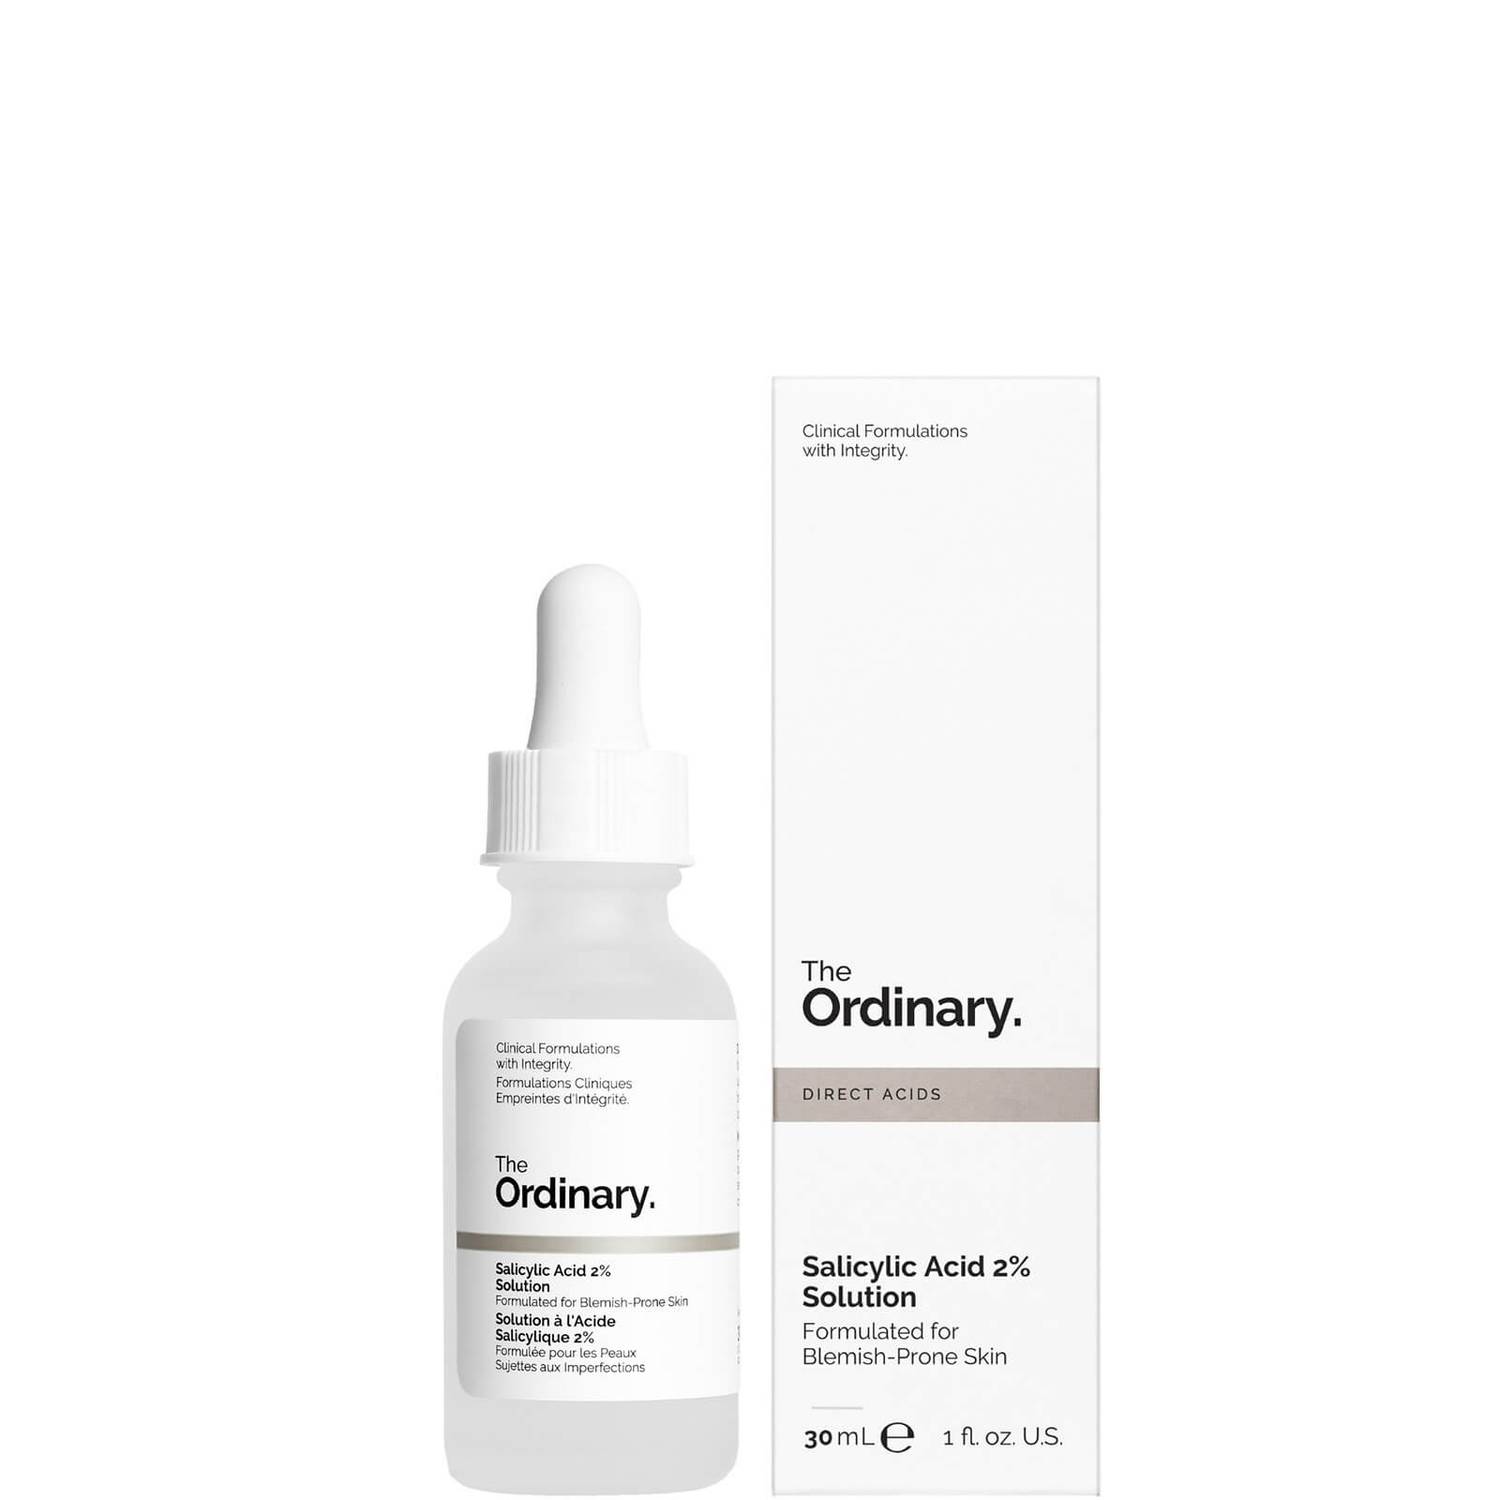 Clinical Formulations
with Integrity.
Formulations Cliniques
Empreintes d'Intégrité.
The
Ordinary.
Salicylic Acid 2%
Solution
Formulated for Blemish-Prone Skin
Solution à l'Acide
Salicylique 2%
Formulée pour les Peaux
Sujettes aux Imperfections
Clinical Formulations
with Integrity.
The
Ordinary.
DIRECT ACIDS
Salicylic Acid 2%
Solution
Formulated for
Blemish-Prone Skin
30 mL ℮ 1 fl. oz. U.S.